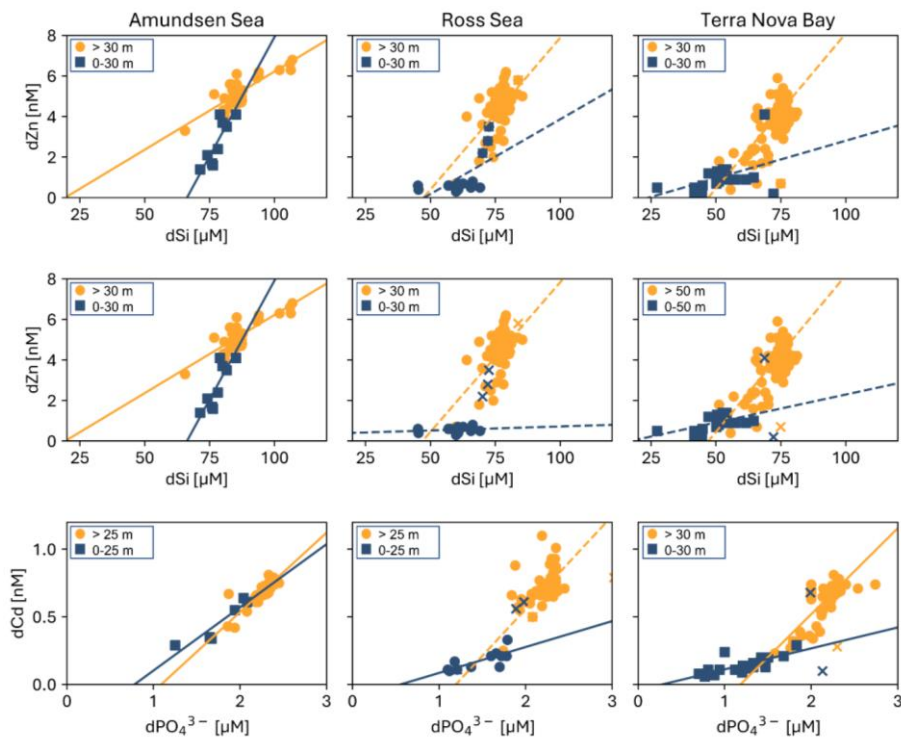 Amundsen Sea Ross Sea Terra Nova Bay
8 > 30 m > 30 m > 30 m
0-30 m 0-30 m 0-30 m
6
dZn [nM]
4
2
0
25 50 75 100 25 50 75 100 25 50 75 100
dSi [µM] dSi [µM] dSi [µM]
8 > 30 m > 30 m > 50 m
0-30 m 0-30 m 0-50 m
6
dZn [nM]
4
2
0
25 50 75 100 25 50 75 100 25 50 75 100
dSi [µM] dSi [µM] dSi [µM]
> 25 m > 25 m > 30 m
0-25 m 0-25 m 0-30 m
1.0
dCd [nM]
0.5
0.0
0 1 2 3 0 1 2 3 0 1 2 3
dPO₄³⁻ [µM] dPO₄³⁻ [µM] dPO₄³⁻ [µM]